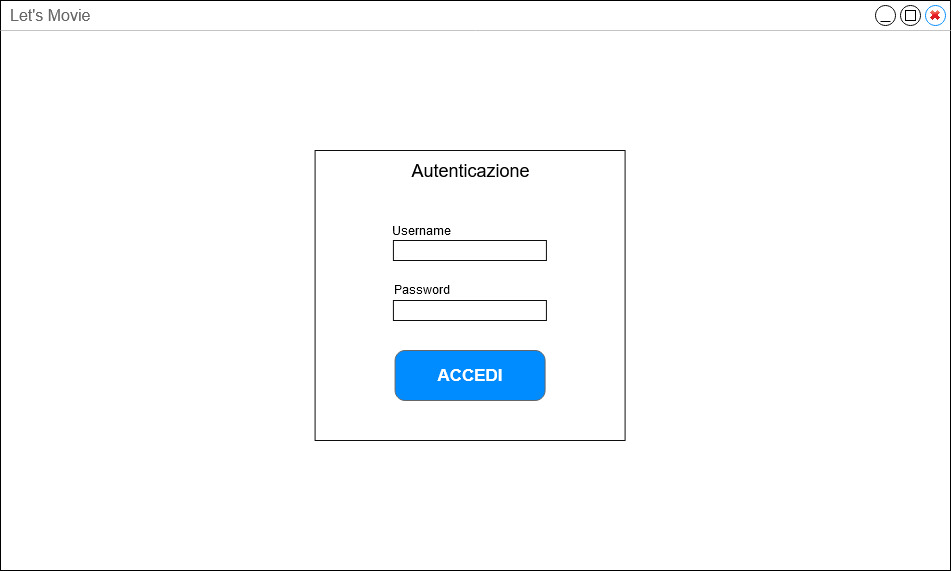 Let's Movie
Autenticazione
Username
Password
ACCEDI